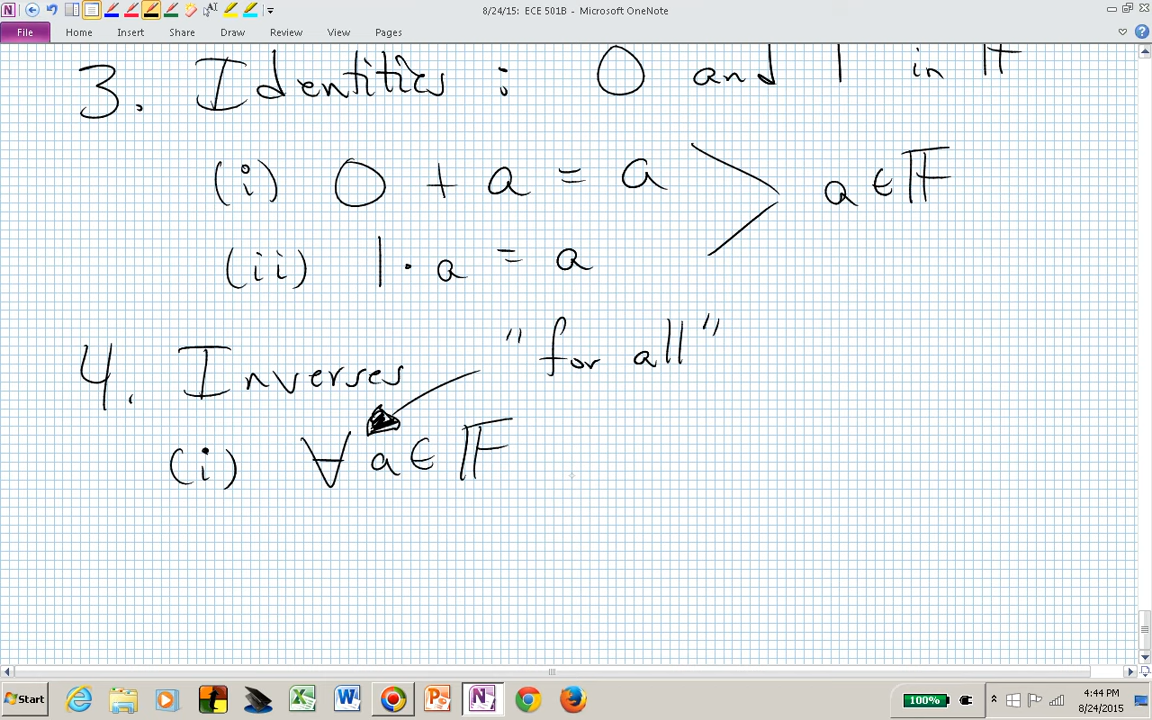 8/24/15: ECE 501B - Microsoft OneNote
File Home Insert Share Draw Review View Pages
3. Identities : 0 and 1 in 𝔽
(i) 0 + a = a
a ∈ 𝔽
(iii) 1 · a = a
"for all"
4. Inverses
(i) ∀ a ∈ 𝔽
Start
100%
4:44 PM
8/24/2015